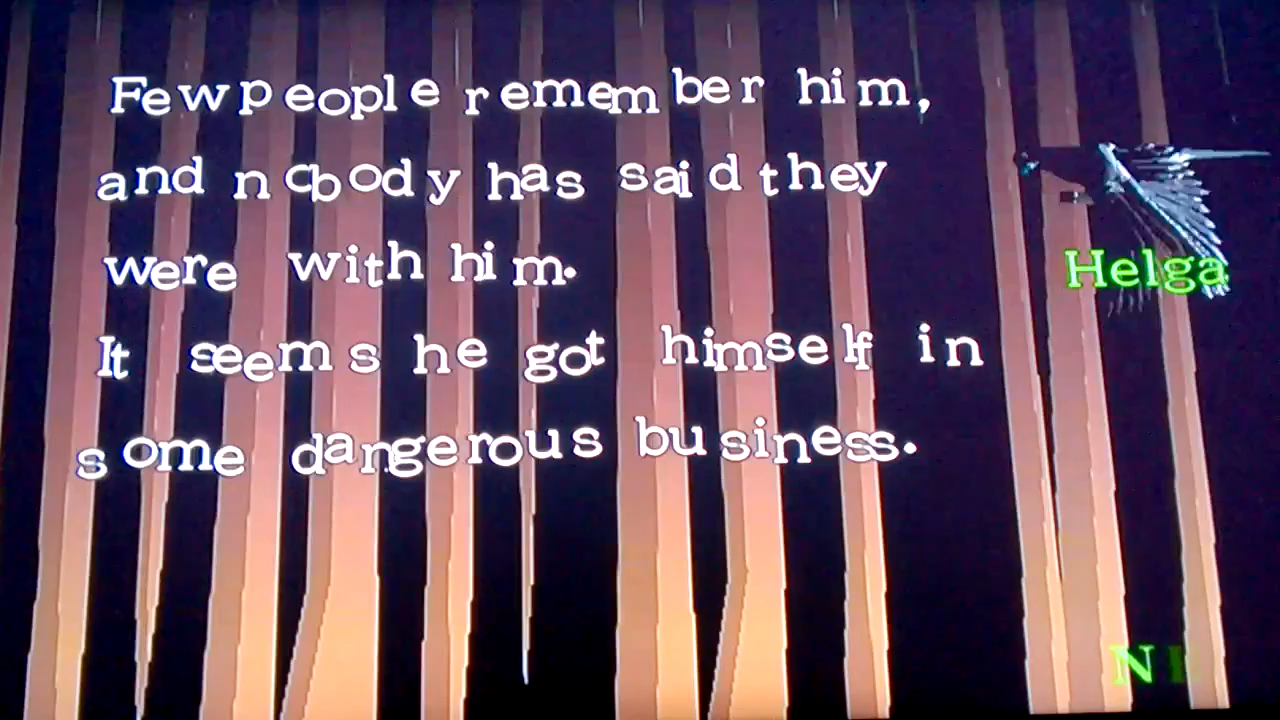 Few people remember him,
and nobody has said they
were with him.
It seems he got himself in
some dangerous business.
Helga
N